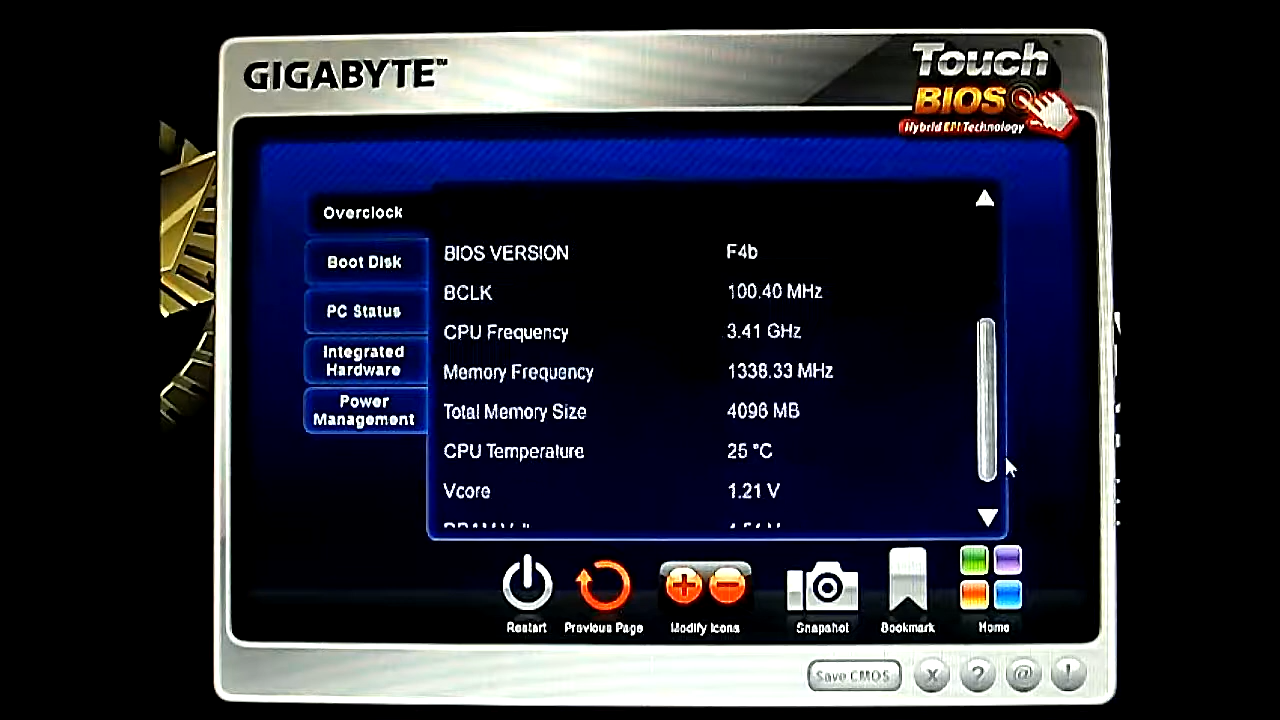 GIGABYTE™
Touch
BIOS
Hybrid EFI Technology
Overclock
Boot Disk
PC Status
Integrated
Hardware
Power
Management
BIOS VERSION F4b
BCLK 100.40 MHz
CPU Frequency 3.41 GHz
Memory Frequency 1338.33 MHz
Total Memory Size 4096 MB
CPU Temperature 25 °C
Vcore 1.21 V
Restart
Previous Page
Modify Icons
Snapshot
Bookmark
Home
Save CMOS
x
?
@
!